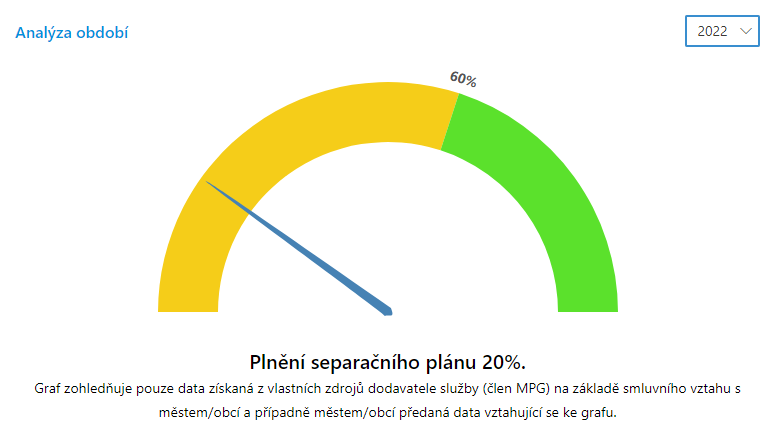 Analýza období
2022
60%
Plnění separačního plánu 20%.
Graf zohledňuje pouze data získaná z vlastních zdrojů dodavatele služby (člen MPG) na základě smluvního vztahu s
městem/obcí a případně městem/obcí předaná data vztahující se ke grafu.